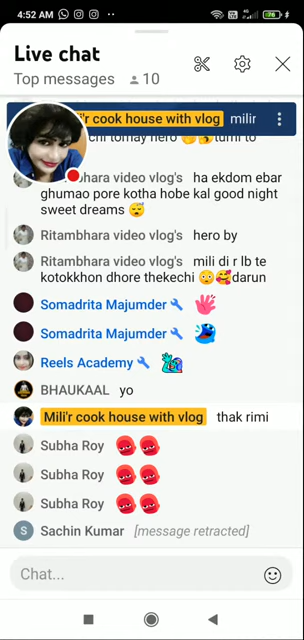 4:52 AM
76
Live chat
Top messages 10
Mili'r cook house with vlog milir
chi tomay hero tumi to
Ritambhara video vlog's ha ekdom ebar
ghumao pore kotha hobe kal good night
sweet dreams
Ritambhara video vlog's hero by
Ritambhara video vlog's mili di r lb te
kotokkhon dhore thekechi darun
Somadrita Majumder
Somadrita Majumder
Reels Academy
BHAUKAAL yo
Mili'r cook house with vlog thak rimi
Subha Roy
Subha Roy
Subha Roy
S Sachin Kumar [message retracted]
Chat...